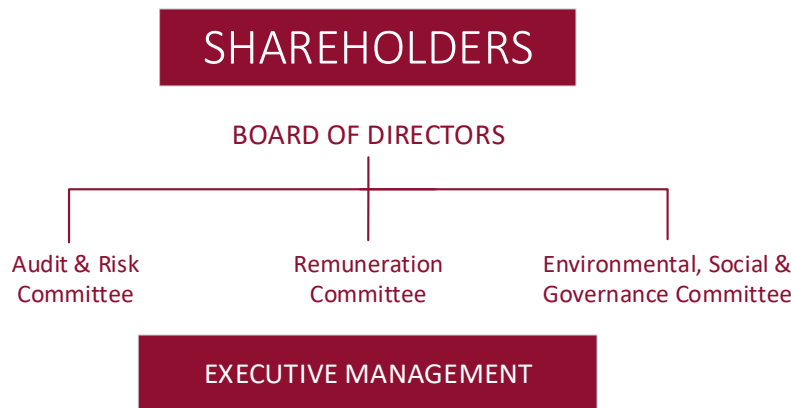 SHAREHOLDERS
BOARD OF DIRECTORS
Audit & Risk
Committee
Remuneration
Committee
Environmental, Social &
Governance Committee
EXECUTIVE MANAGEMENT